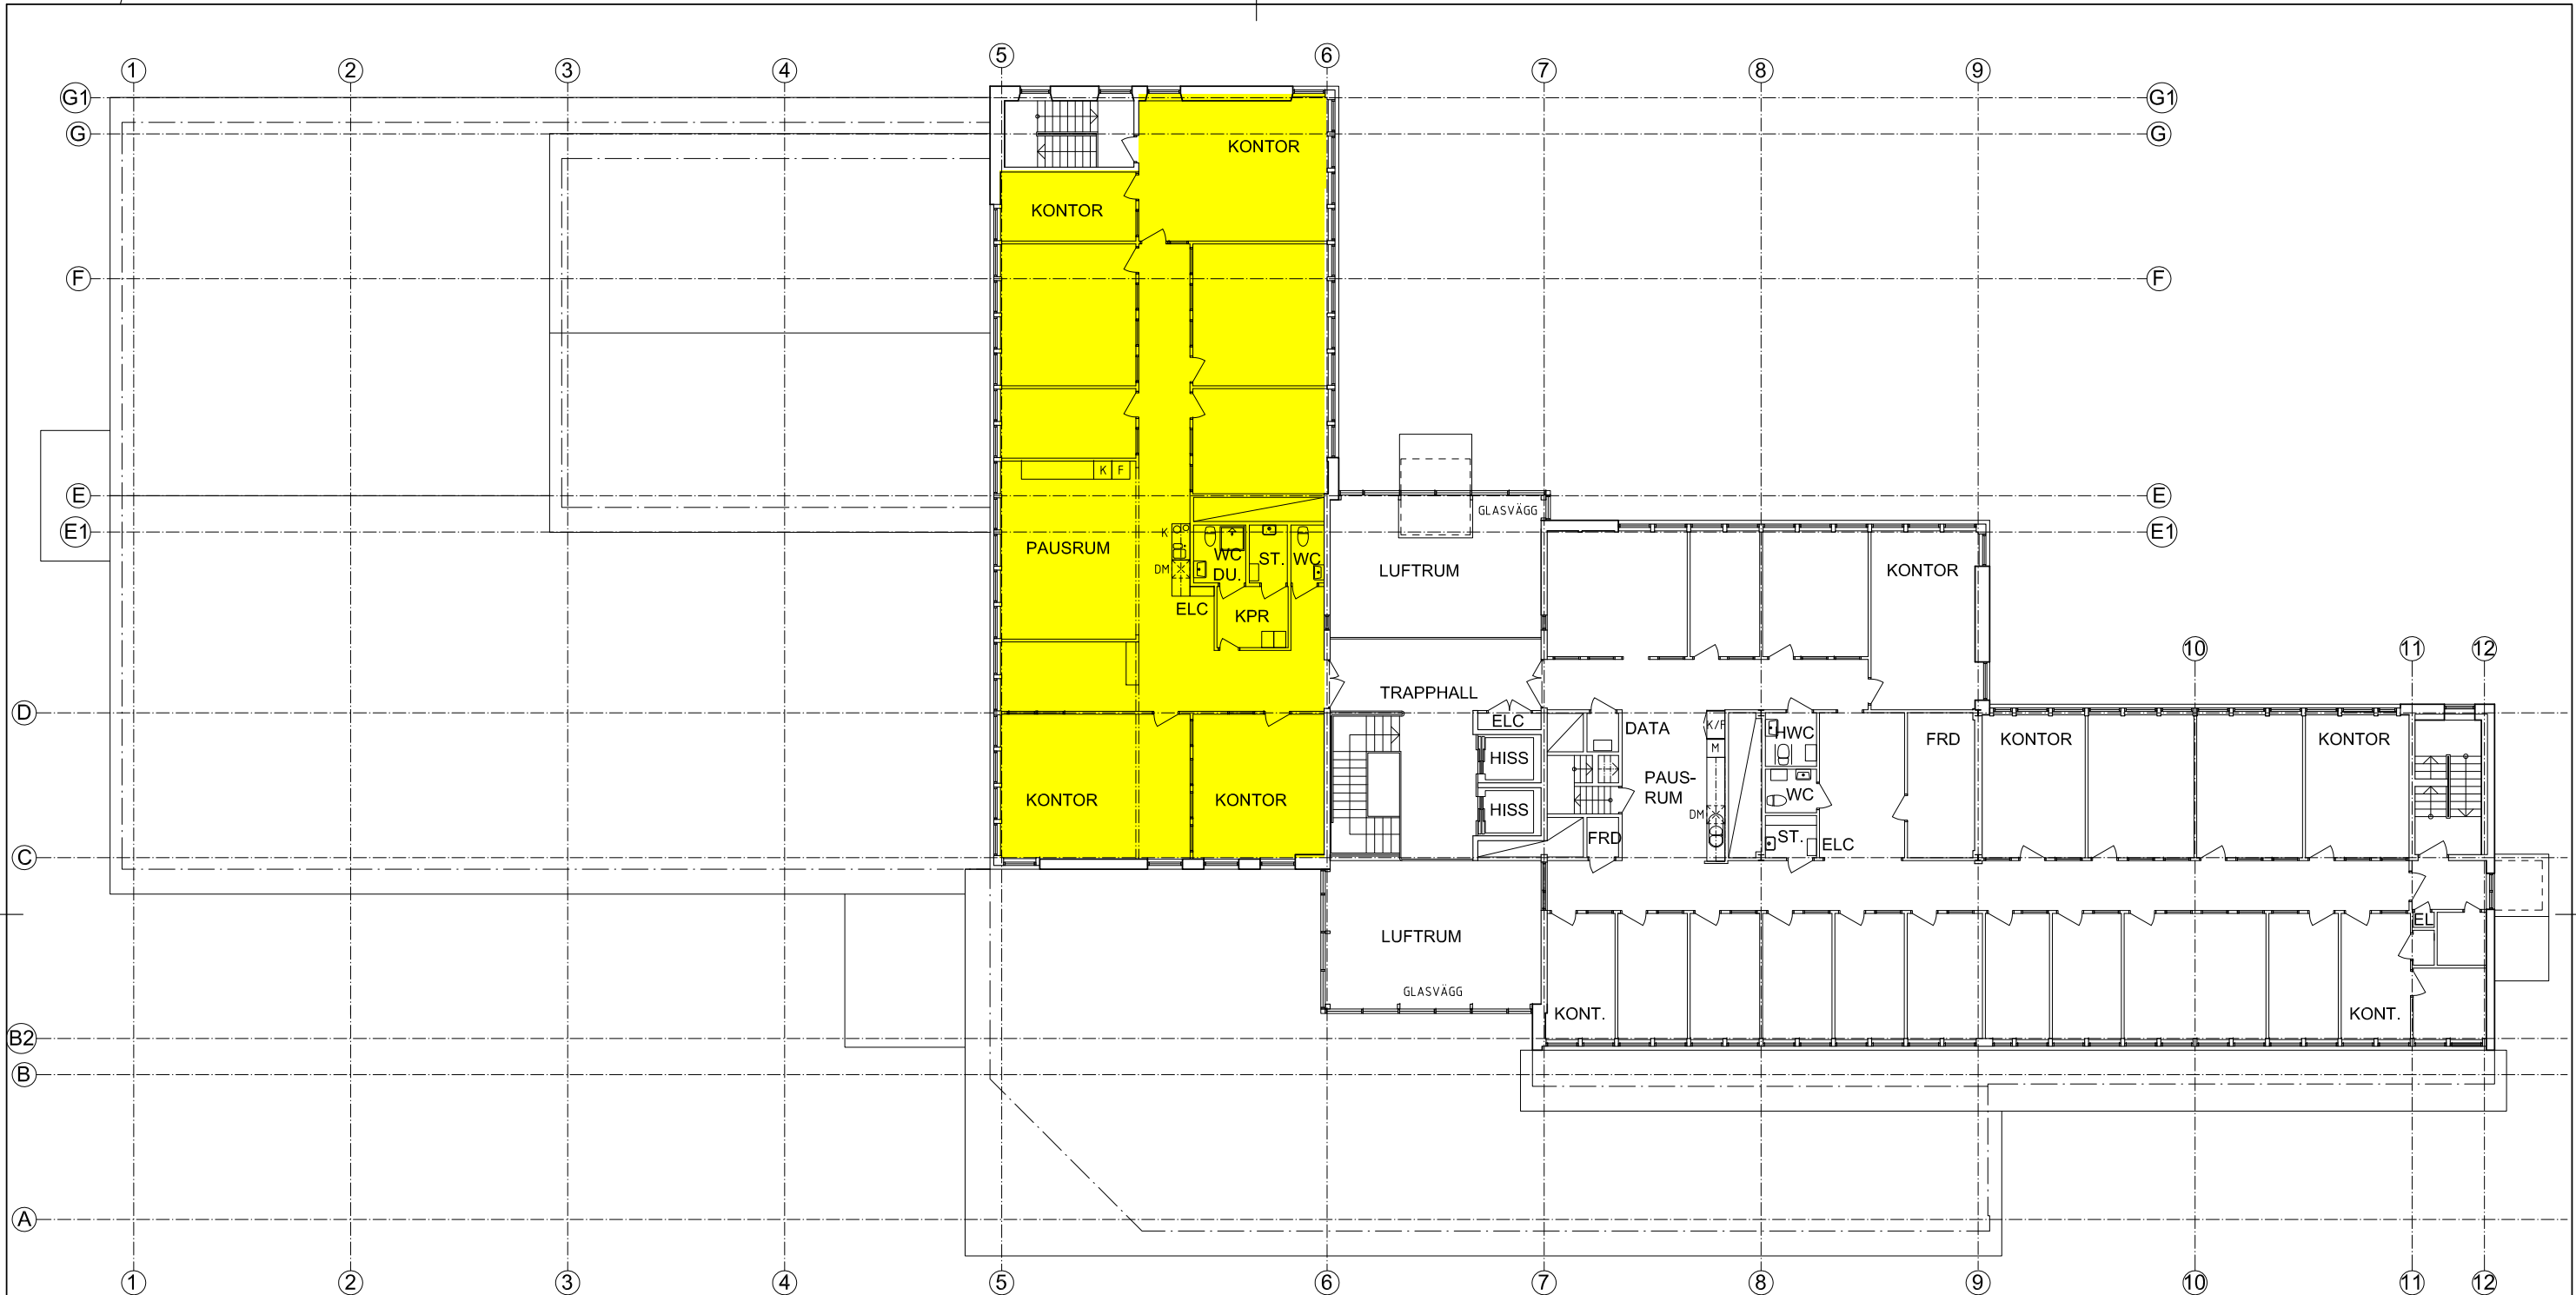 5 6
1 2 3 4 7 8 9
G1 G1
G G
KONTOR
KONTOR
F F
K F
E E
GLASVÄGG
E1 K E1
PAUSRUM WC ST. WC
DM DU. LUFTRUM KONTOR
ELC KPR
10 11 12
TRAPPHALL
D
ELC DATA K/F HWC FRD KONTOR KONTOR
M
HISS
PAUS-
RUM WC
KONTOR KONTOR HISS DM
FRD ST. ELC
C
EL
LUFTRUM
GLASVÄGG
KONT. KONT.
B2
B
A
1 2 3 4 5 6 7 8 9 10 11 12